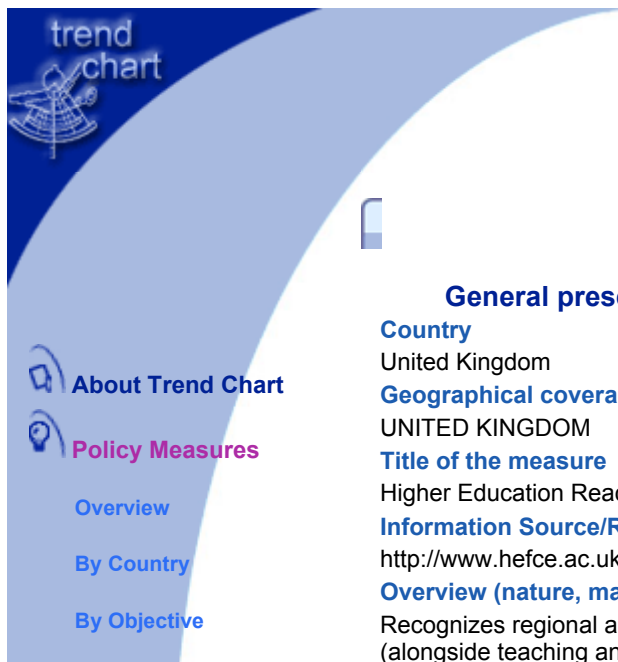 trend
chart
About Trend Chart
Policy Measures
Overview
By Country
By Objective
General pres
Country
United Kingdom
Geographical covera
UNITED KINGDOM
Title of the measure
Higher Education Rea
Information Source/R
http://www.hefce.ac.uk
Overview (nature, ma
Recognizes regional a
(alongside teaching an